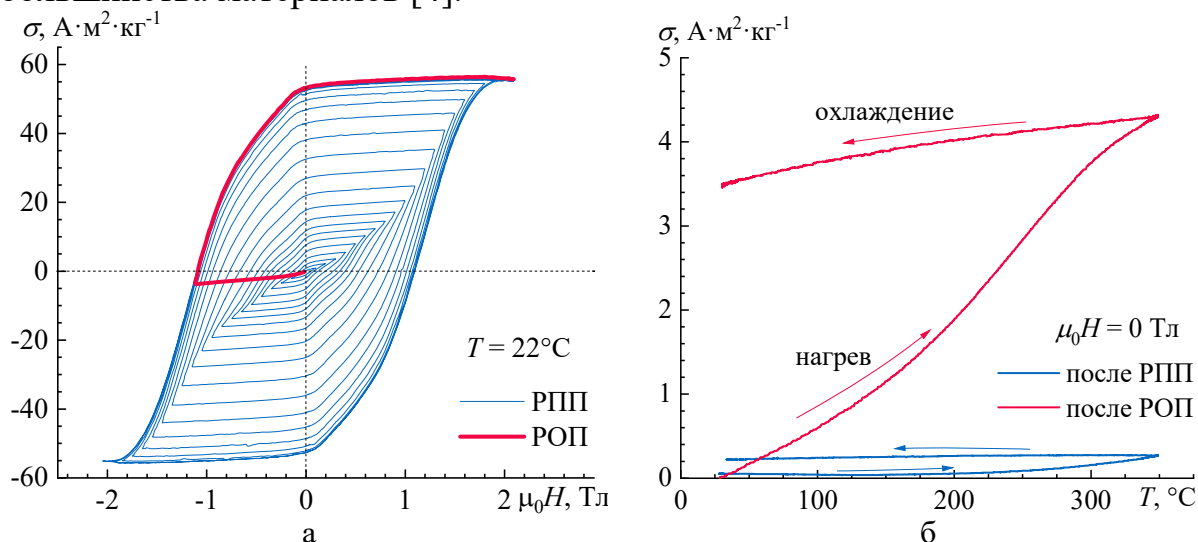 σ, А·м²·кг⁻¹
60
40
20
0
-20
-40
-60
-2
-1
0
1
2
μ₀H, Тл
T = 22°C
РПП
РОП
а
σ, А·м²·кг⁻¹
5
4
3
2
1
0
0
100
200
300
T, °C
охлаждение
нагрев
μ₀H = 0 Тл
после РПП
после РОП
б